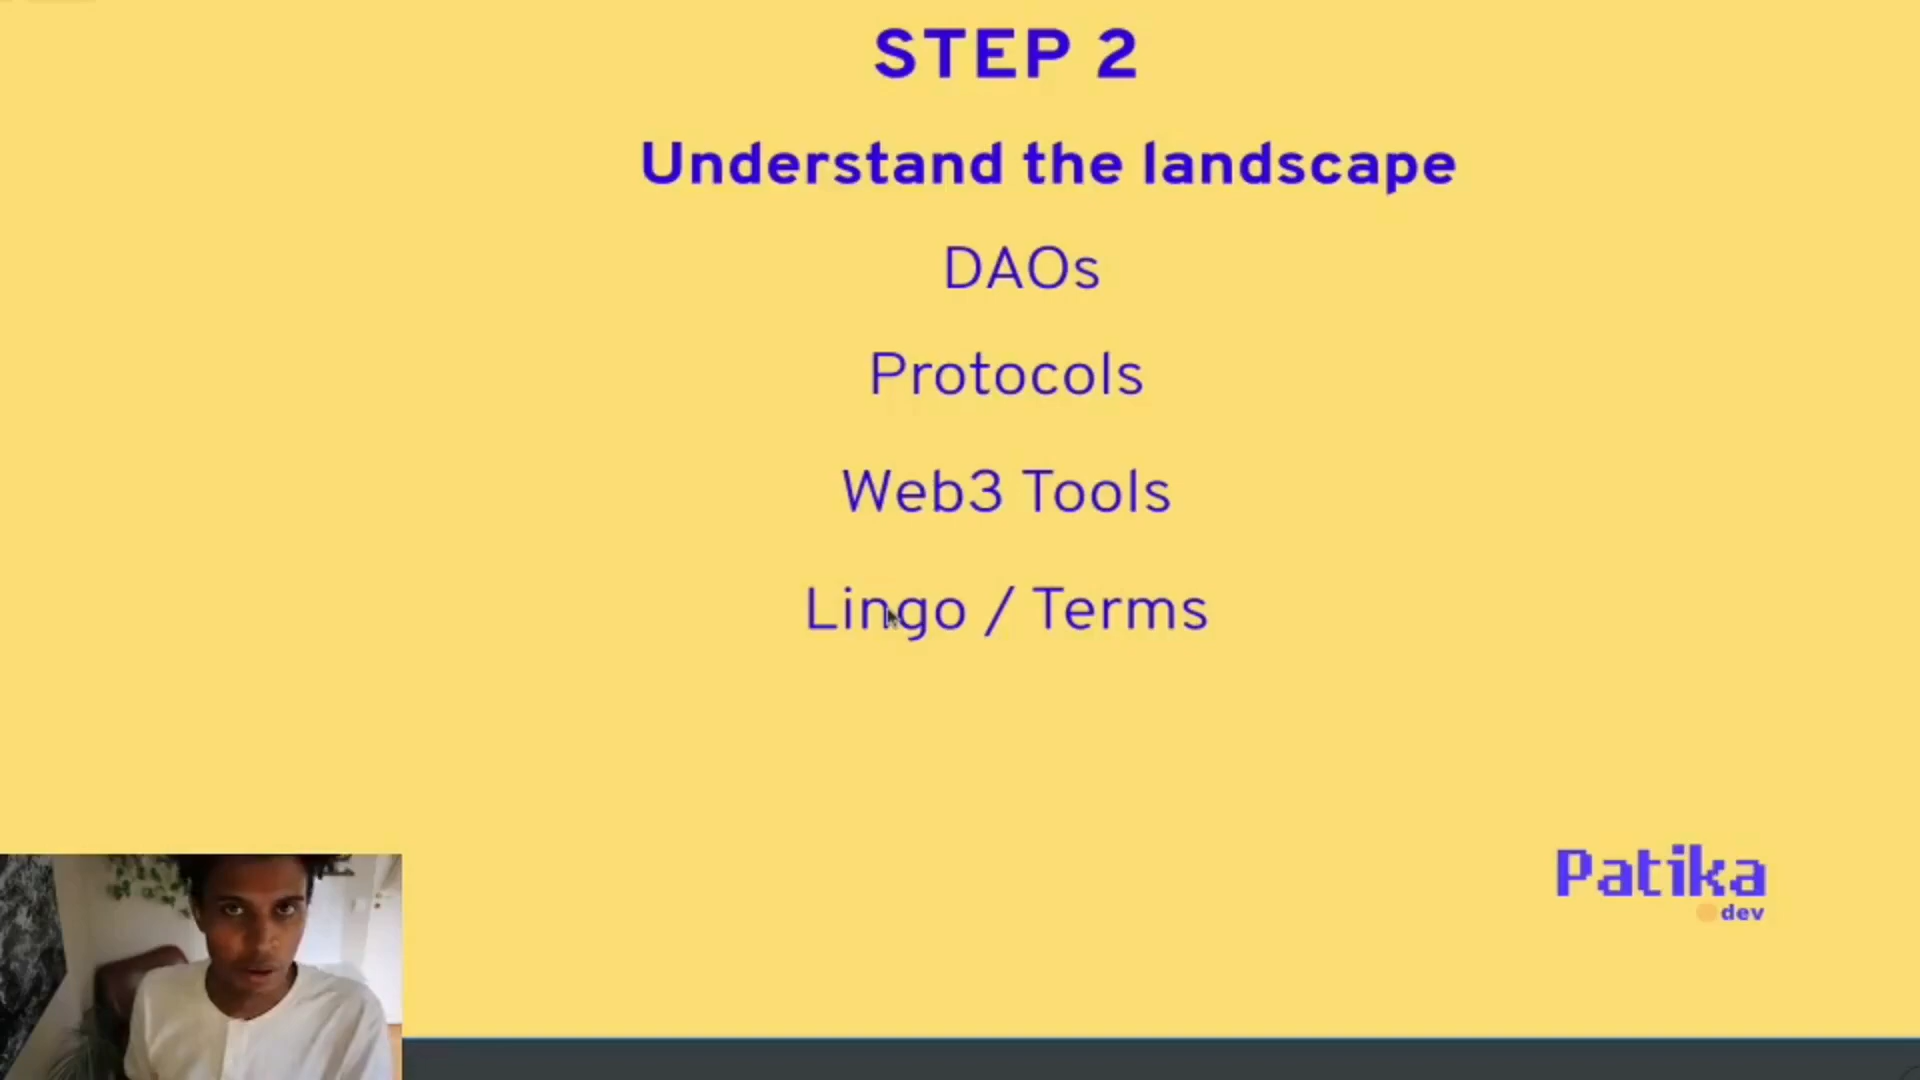 STEP 2
Understand the landscape
DAOs
Protocols
Web3 Tools
Lingo / Terms
Patika
dev